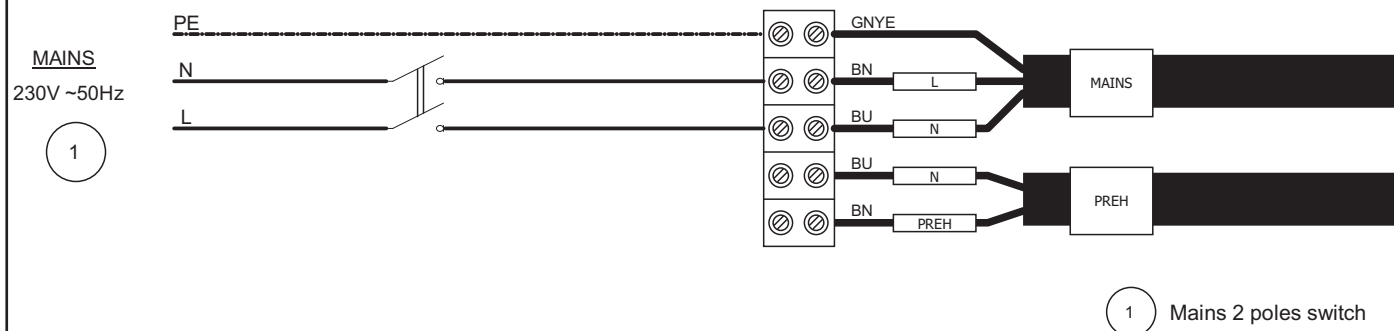 PE
GNYE
MAINS
230V ~50Hz
N
BN
L
MAINS
L
BU
N
1
BU
N
PREH
BN
PREH
1 Mains 2 poles switch